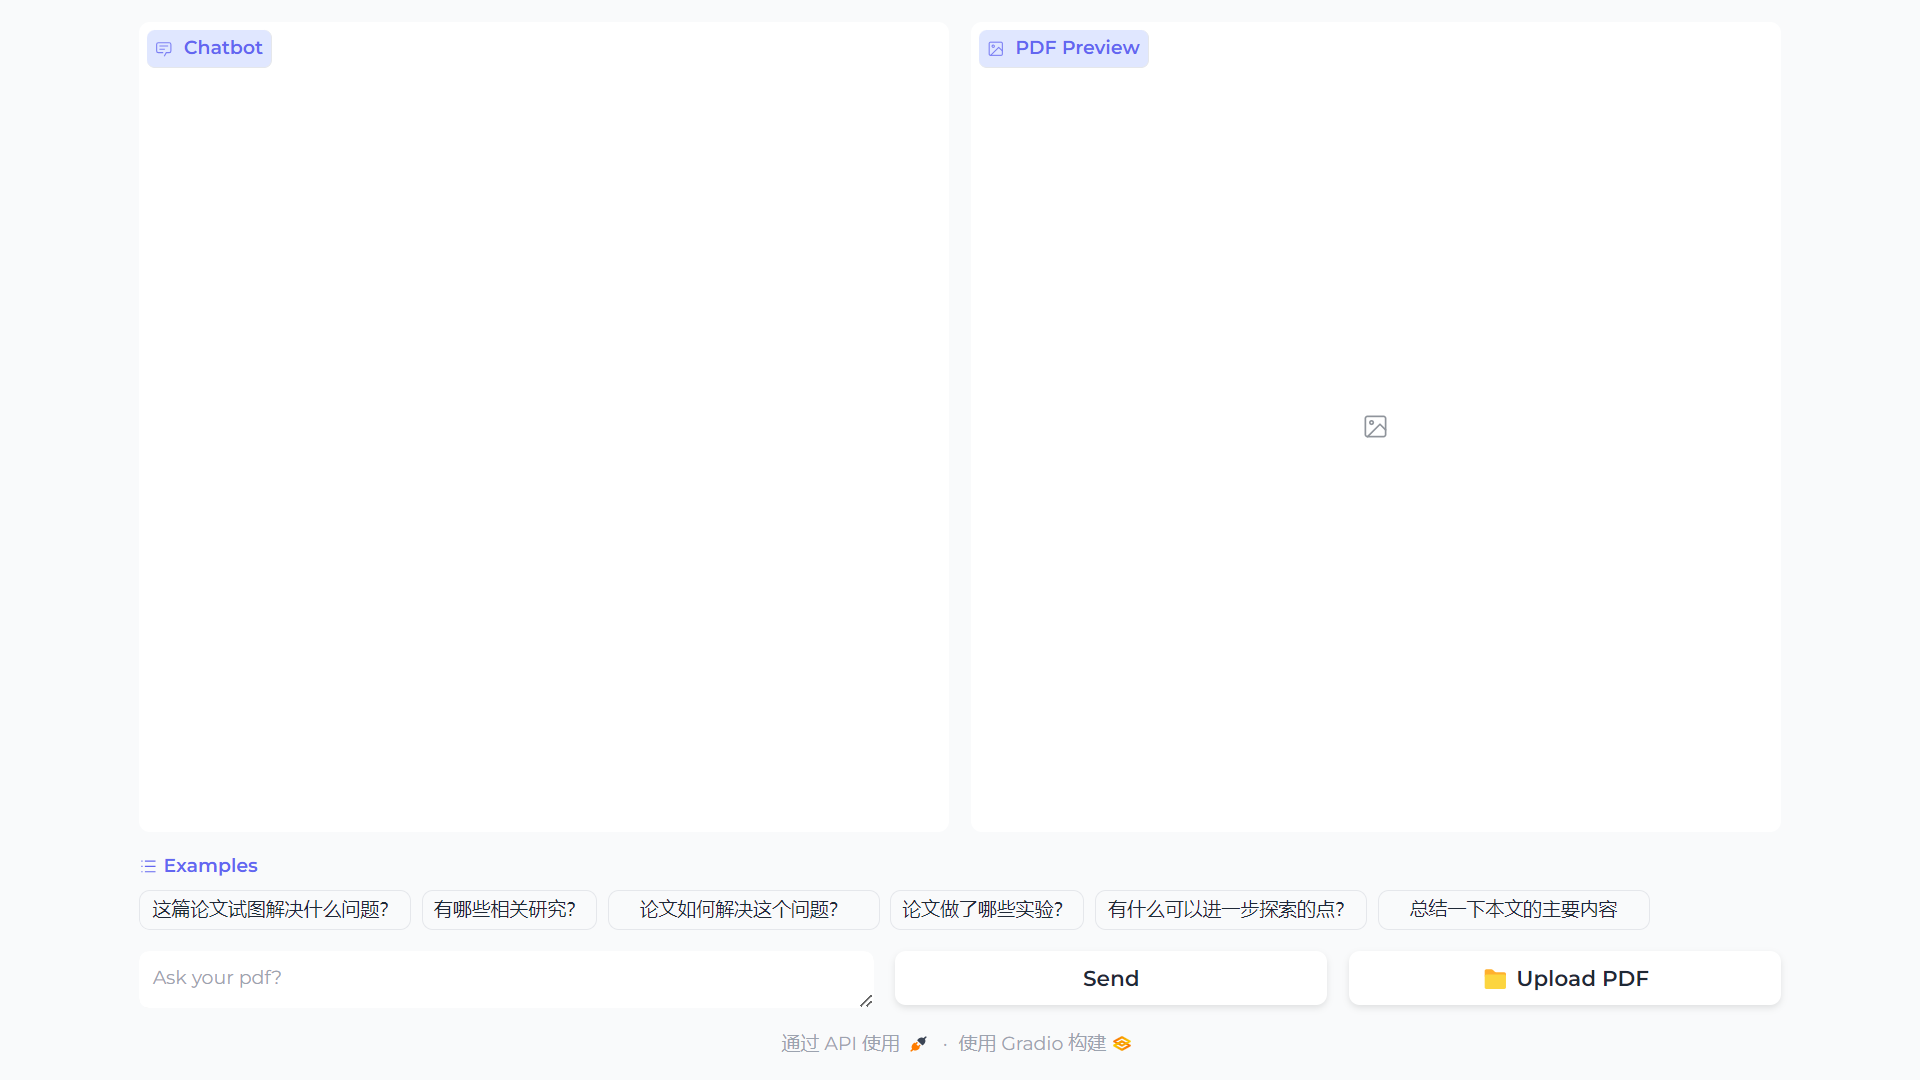 Chatbot
PDF Preview
Examples
这篇论文试图解决什么问题?
有哪些相关研究?
论文如何解决这个问题?
论文做了哪些实验?
有什么可以进一步探索的点?
总结一下本文的主要内容
Ask your pdf?
Send
Upload PDF
通过 API 使用 · 使用 Gradio 构建